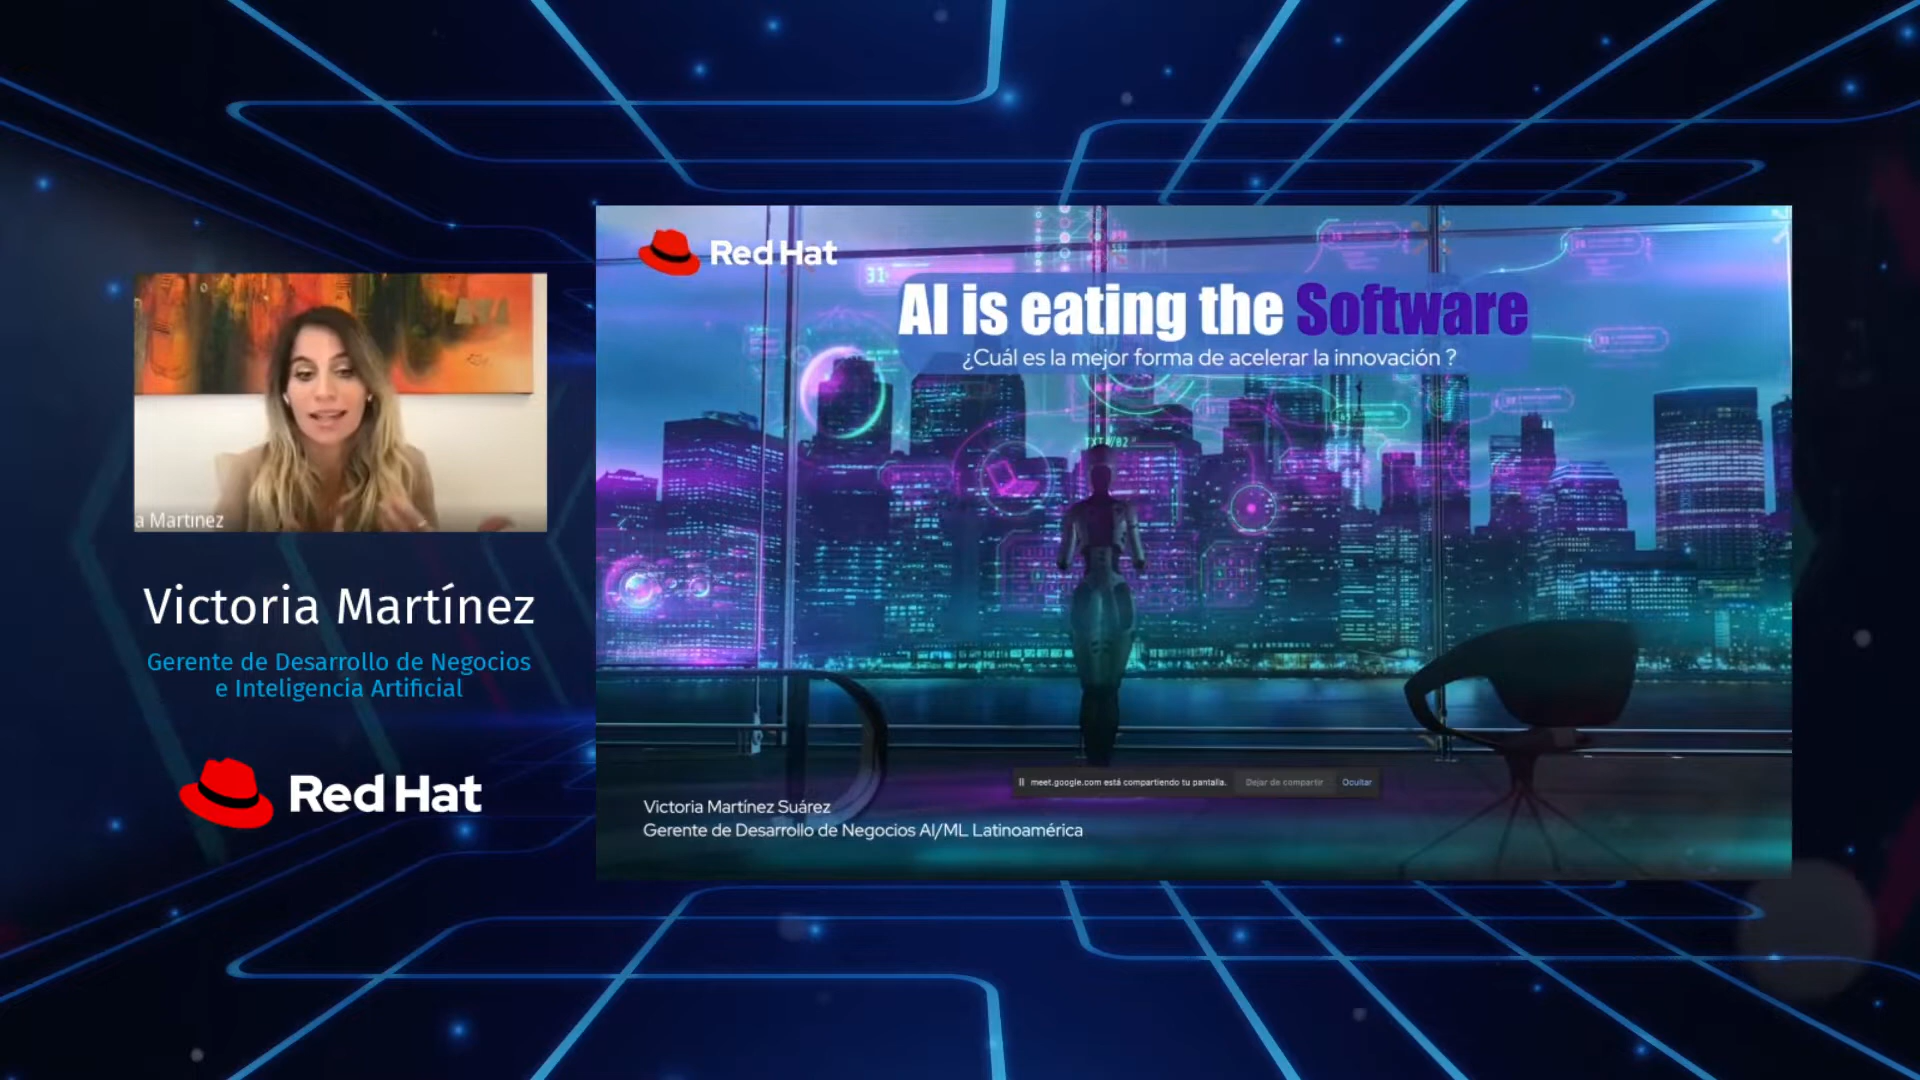 a Martinez
Victoria Martínez
Gerente de Desarrollo de Negocios
e Inteligencia Artificial
Red Hat
Red Hat
31
AI is eating the Software
¿Cuál es la mejor forma de acelerar la innovación ?
meet.google.com está compartiendo tu pantalla. Dejar de compartir Ocultar
Victoria Martínez Suárez
Gerente de Desarrollo de Negocios AI/ML Latinoamérica